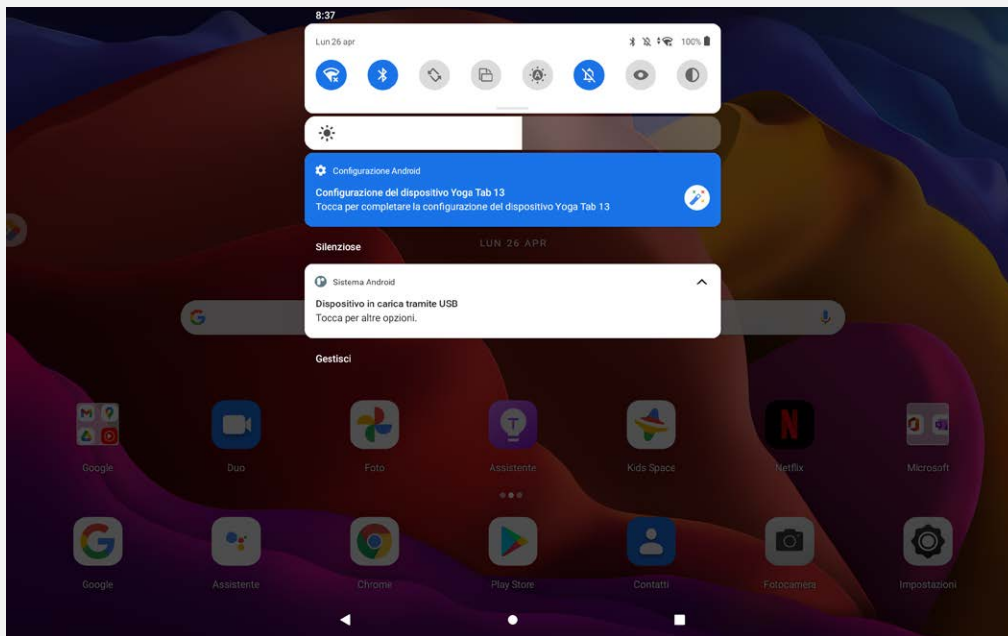 8:37
Lun 26 apr
100%
Configurazione Android
Configurazione del dispositivo Yoga Tab 13
Tocca per completare la configurazione del dispositivo Yoga Tab 13
Silenziose
LUN 26 APR
Sistema Android
Dispositivo in carica tramite USB
Tocca per altre opzioni.
Gestisci
Google
Duo
Foto
Assistente
Kids Space
Netflix
Microsoft
Google
Assistente
Chrome
Play Store
Contatti
Fotocamera
Impostazioni